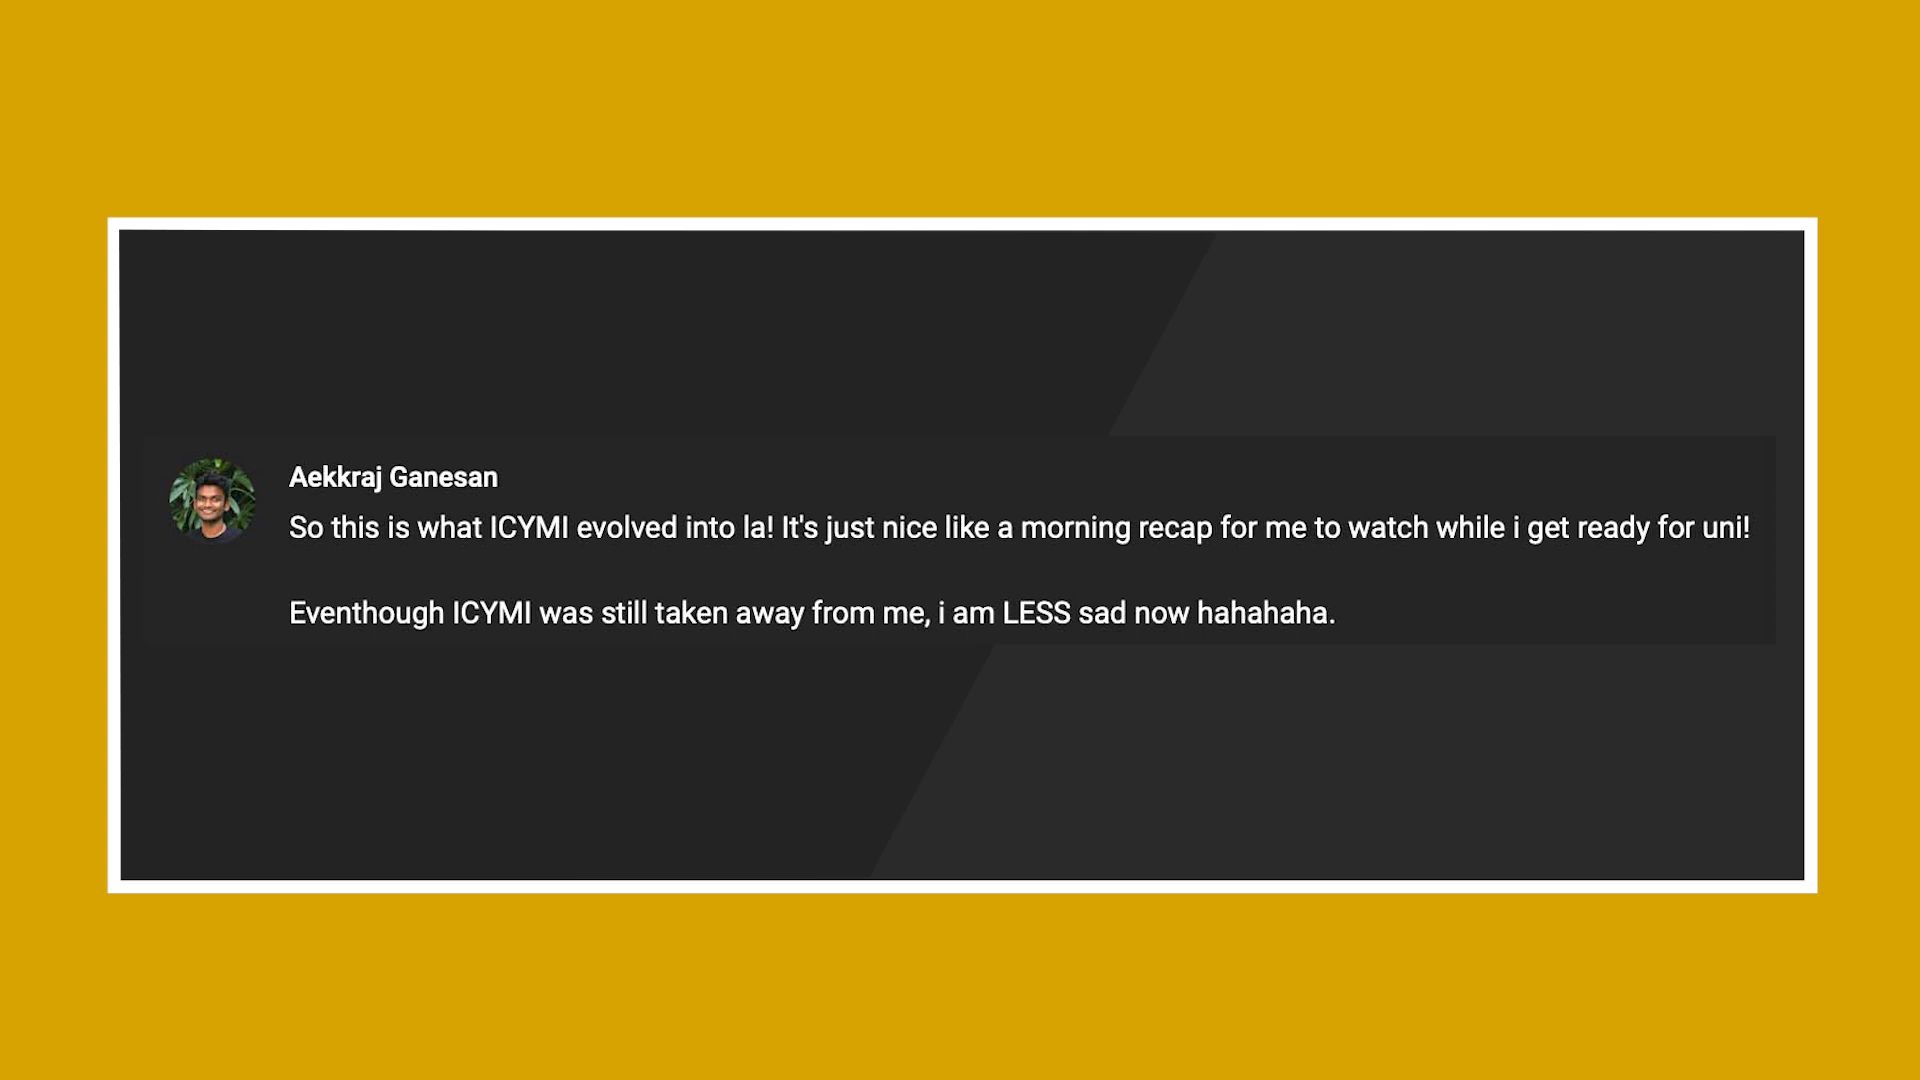 Aekkraj Ganesan
So this is what ICYMI evolved into la! It's just nice like a morning recap for me to watch while i get ready for uni!
Eventhough ICYMI was still taken away from me, i am LESS sad now hahahaha.